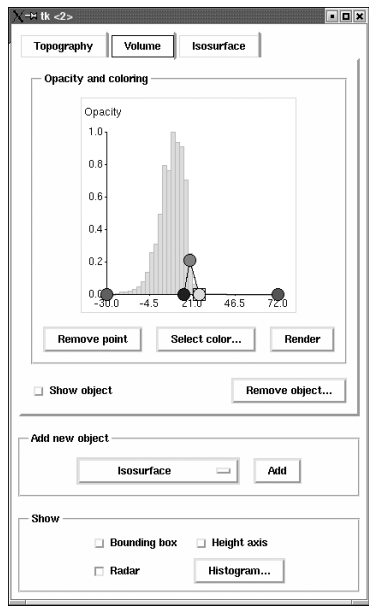 tk <2>
Topography Volume Isosurface
Opacity and coloring
Opacity
1.0
0.8
0.6
0.4
0.2
0.0
-30.0 -4.5 21.0 46.5 72.0
Remove point Select color... Render
Show object Remove object...
Add new object
Isosurface Add
Show
Bounding box Height axis
Radar Histogram...